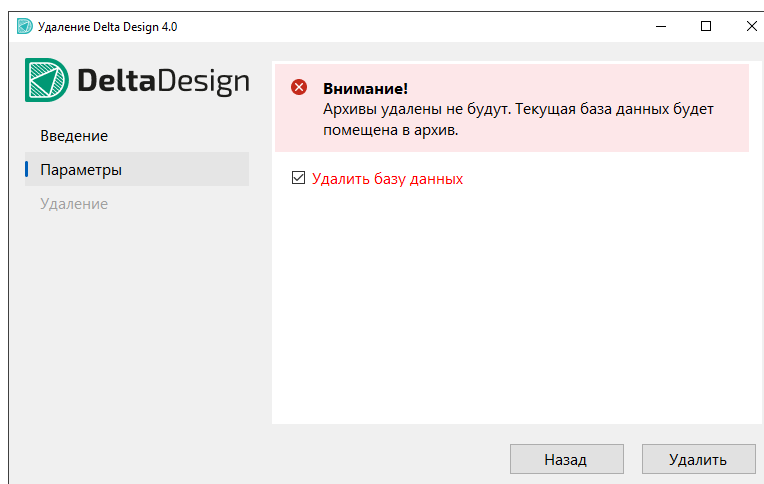 Удаление Delta Design 4.0
DeltaDesign
Введение
Параметры
Удаление
Внимание!
Архивы удалены не будут. Текущая база данных будет
помещена в архив.
Удалить базу данных
Назад
Удалить